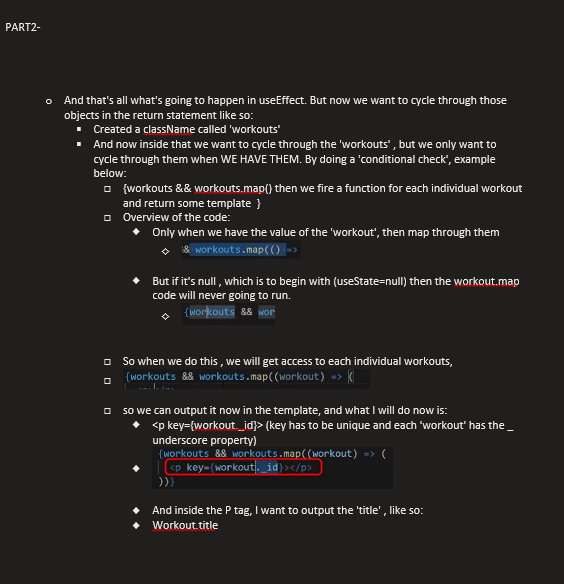 PART2-
And that's all what's going to happen in useEffect. But now we want to cycle through those
objects in the return statement like so:
Created a className called 'workouts'
And now inside that we want to cycle through the 'workouts' , but we only want to
cycle through them when WE HAVE THEM. By doing a 'conditional check', example
below:
{workouts && workouts.map() then we fire a function for each individual workout
and return some template }
Overview of the code:
Only when we have the value of the 'workout', then map through them
& workouts.map(() =>
But if it's null , which is to begin with (useState=null) then the workout.map
code will never going to run.
{workouts && wor
So when we do this , we will get access to each individual workouts,
{workouts && workouts.map((workout) => (
so we can output it now in the template, and what I will do now is:
<p key={workout._id}> (key has to be unique and each 'workout' has the _
underscore property)
{workouts && workouts.map((workout) => (
<p key={workout._id}></p>
))}
And inside the P tag, I want to output the 'title' , like so:
Workout.title